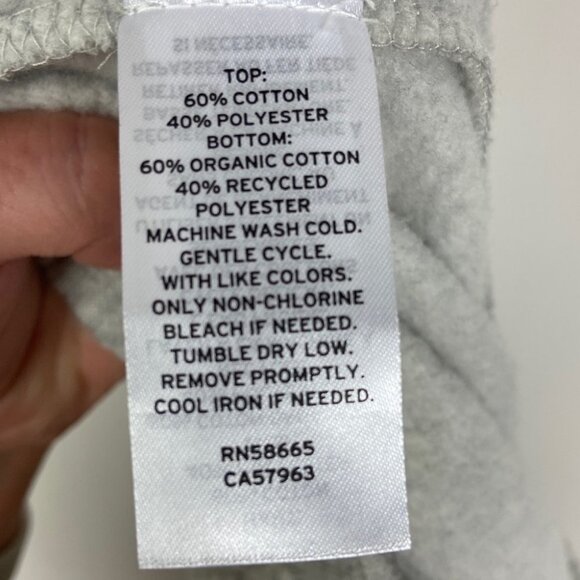 TOP:
60% COTTON
40% POLYESTER
BOTTOM:
60% ORGANIC COTTON
40% RECYCLED
POLYESTER
MACHINE WASH COLD.
GENTLE CYCLE.
WITH LIKE COLORS.
ONLY NON-CHLORINE
BLEACH IF NEEDED.
TUMBLE DRY LOW.
REMOVE PROMPTLY.
COOL IRON IF NEEDED.
RN58665
CA57963